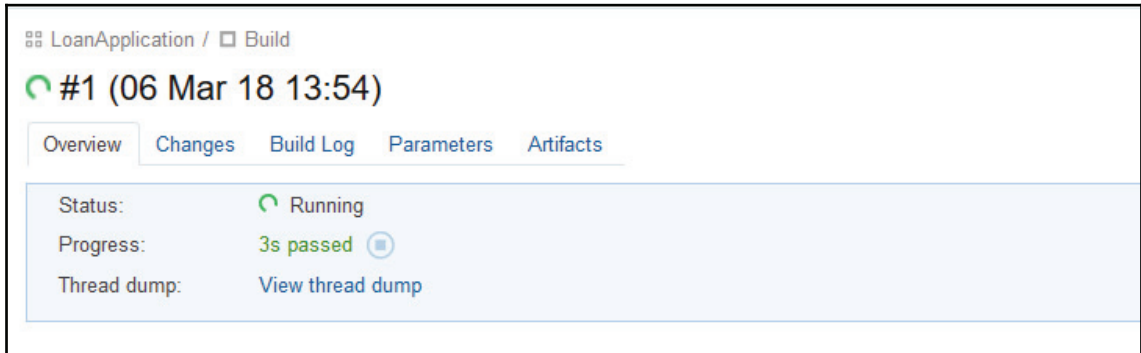 LoanApplication / Build
#1 (06 Mar 18 13:54)
Overview Changes Build Log Parameters Artifacts
Status: Running
Progress: 3s passed
Thread dump: View thread dump